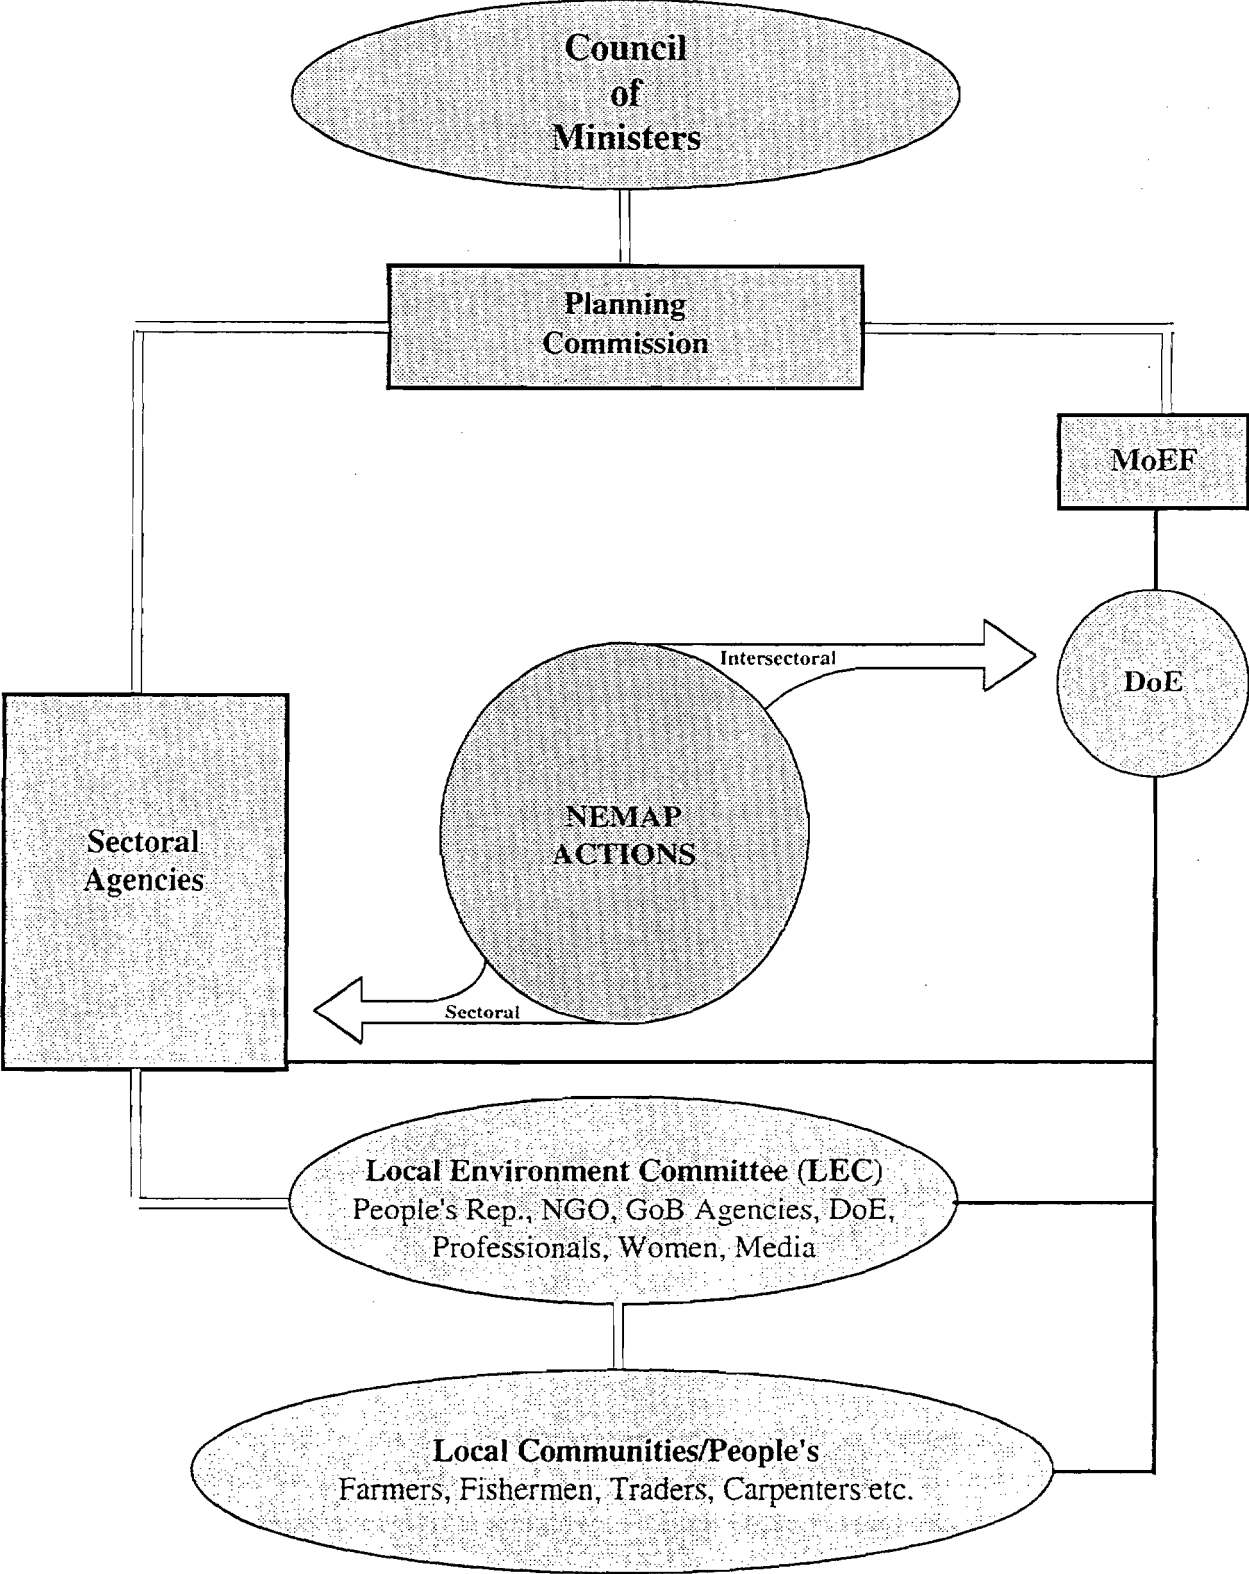 Council
of
Ministers
Planning
Commission
MoEF
Intersectoral
DoE
NEMAP
ACTIONS
Sectoral
Agencies
Sectoral
Local Environment Committee (LEC)
People's Rep., NGO, GoB Agencies, DoE,
Professionals, Women, Media
Local Communities/People's
Farmers, Fishermen, Traders, Carpenters etc.